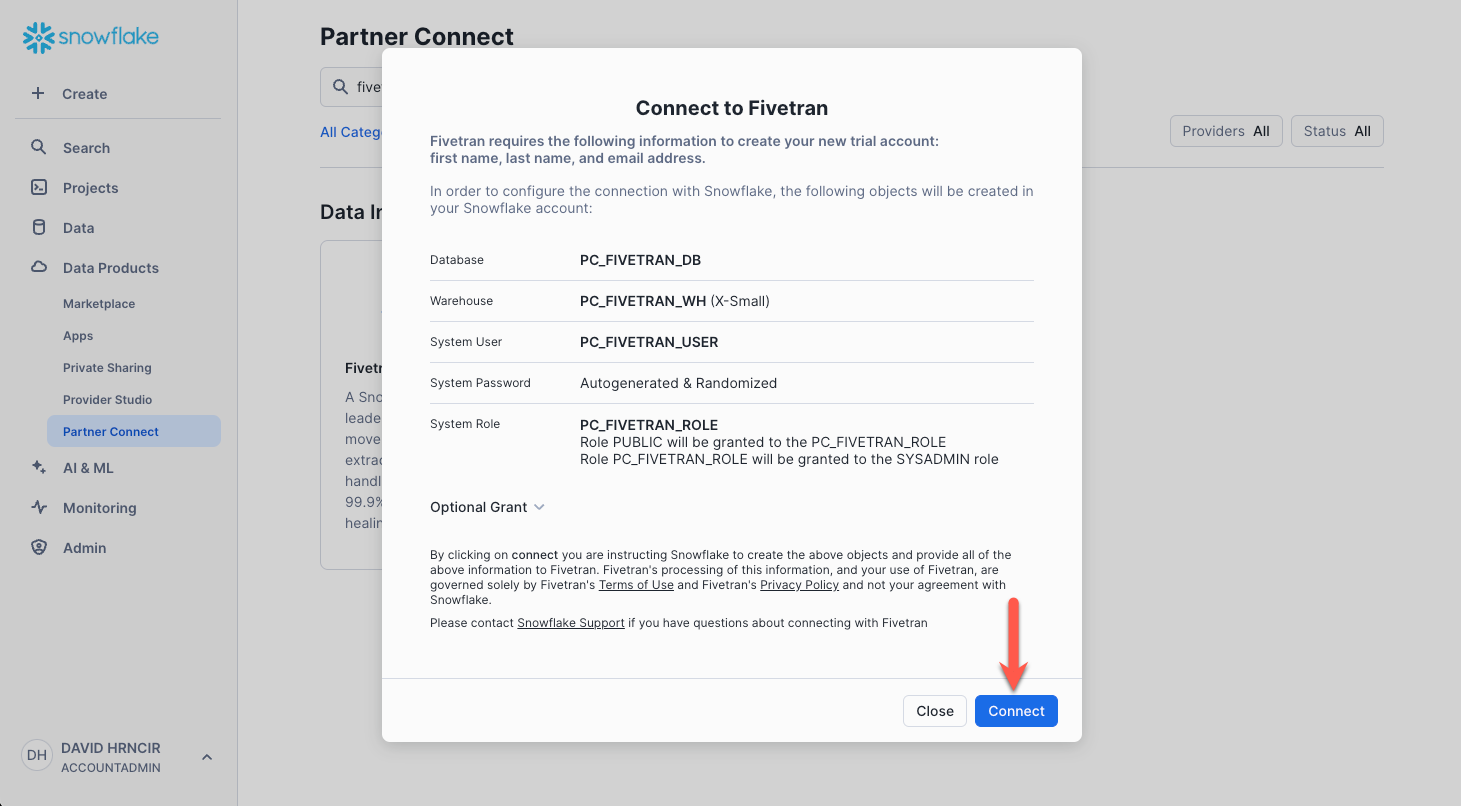 snowflake
Create
Search
Projects
Data
Data Products
Marketplace
Apps
Private Sharing
Provider Studio
Partner Connect
AI & ML
Monitoring
Admin
DH
DAVID HRNCIR
ACCOUNTADMIN
Partner Connect
five
All Categ
Providers All
Status All
Data In
Fivetr
A Sno
leade
move
extrac
handl
99.9%
healin
Connect to Fivetran
Fivetran requires the following information to create your new trial account:
first name, last name, and email address.
In order to configure the connection with Snowflake, the following objects will be created in
your Snowflake account:
Database PC_FIVETRAN_DB
Warehouse PC_FIVETRAN_WH (X-Small)
System User PC_FIVETRAN_USER
System Password Autogenerated & Randomized
System Role PC_FIVETRAN_ROLE
Role PUBLIC will be granted to the PC_FIVETRAN_ROLE
Role PC_FIVETRAN_ROLE will be granted to the SYSADMIN role
Optional Grant
By clicking on connect you are instructing Snowflake to create the above objects and provide all of the
above information to Fivetran. Fivetran's processing of this information, and your use of Fivetran, are
governed solely by Fivetran's Terms of Use and Fivetran's Privacy Policy and not your agreement with
Snowflake.
Please contact Snowflake Support if you have questions about connecting with Fivetran
Close
Connect